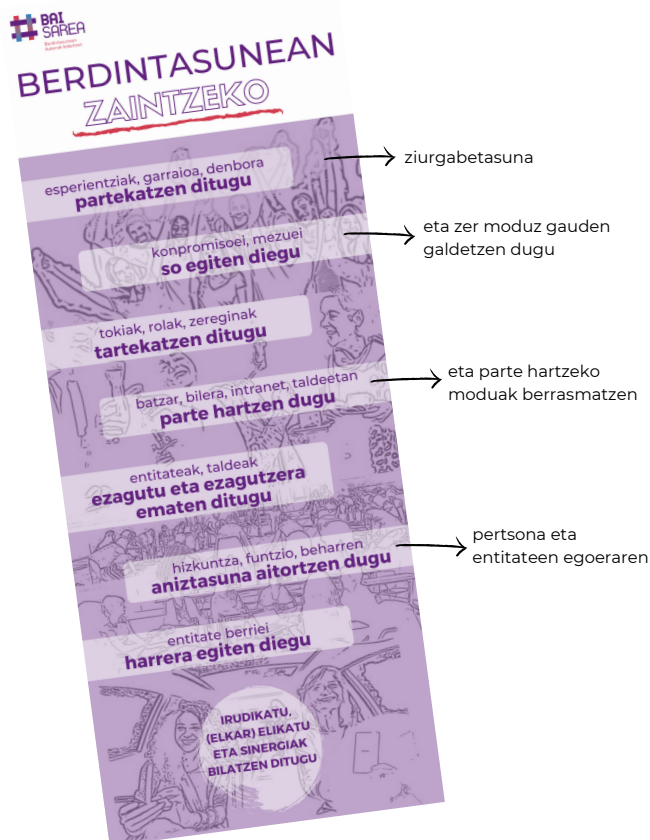 BAI
SAREA
Berdintasunean
Aitzinean
BERDINTASUNEAN
ZAINTZEKO
esperientziak, garraioa, denbora
partekatzen ditugu
ziurgabetasuna
konpromisoei, mezuei
so egiten diegu
eta zer moduz gauden
galdetzen dugu
tokiak, rolak, zereginak
tartekatzen ditugu
batzar, bilera, intranet, taldeetan
parte hartzen dugu
eta parte hartzeko
moduak berrasmatzen
entitateak, taldeak
ezagutu eta ezagutzera
ematen ditugu
hizkuntza, funtzio, beharren
aniztasuna aitortzen dugu
pertsona eta
entitateen egoeraren
entitate berriei
harrera egiten diegu
IRUDIKATU,
(ELKAR) ELIKATU
ETA SINERGIAK
BILATZEN DITUGU